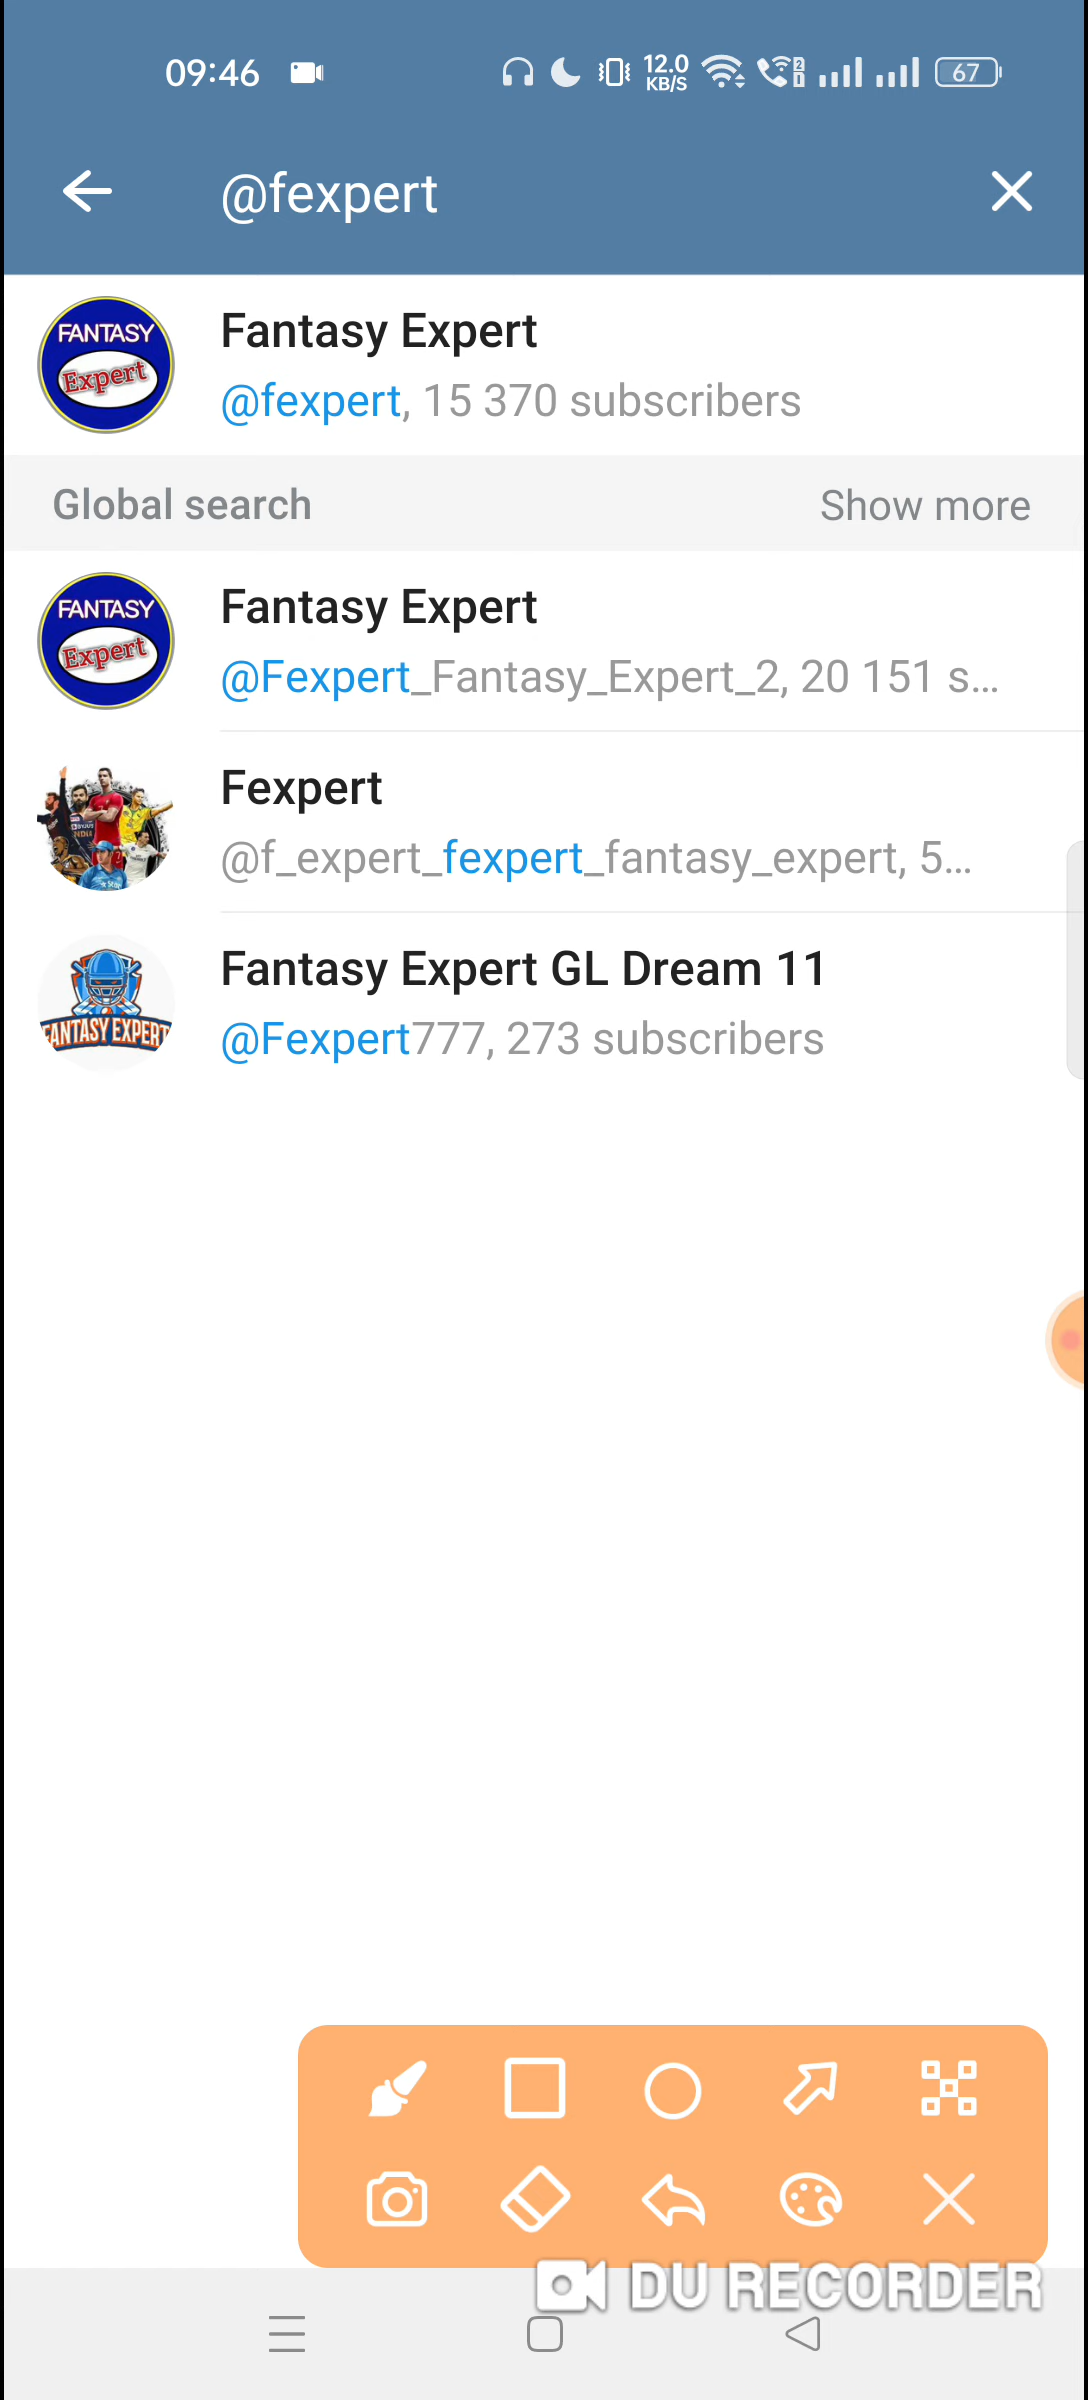 09:46
12.0
KB/S
2
1
67
@fexpert
FANTASY
Expert
Fantasy Expert
@fexpert, 15 370 subscribers
Global search
Show more
FANTASY
Expert
Fantasy Expert
@Fexpert_Fantasy_Expert_2, 20 151 s...
Fexpert
@f_expert_fexpert_fantasy_expert, 5...
FANTASY EXPERT
Fantasy Expert GL Dream 11
@Fexpert777, 273 subscribers
DU RECORDER